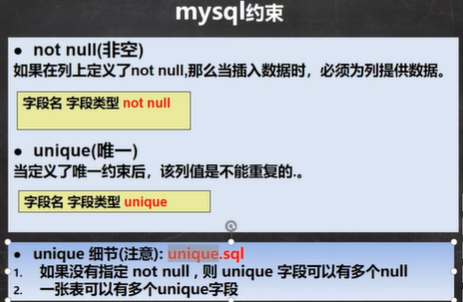 mysql约束
● not null(非空)
如果在列上定义了not null,那么当插入数据时，必须为列提供数据。
字段名 字段类型 not null
● unique(唯一)
当定义了唯一约束后，该列值是不能重复的.。
字段名 字段类型 unique
● unique 细节(注意): unique.sql
1. 如果没有指定 not null , 则 unique 字段可以有多个null
2. 一张表可以有多个unique字段